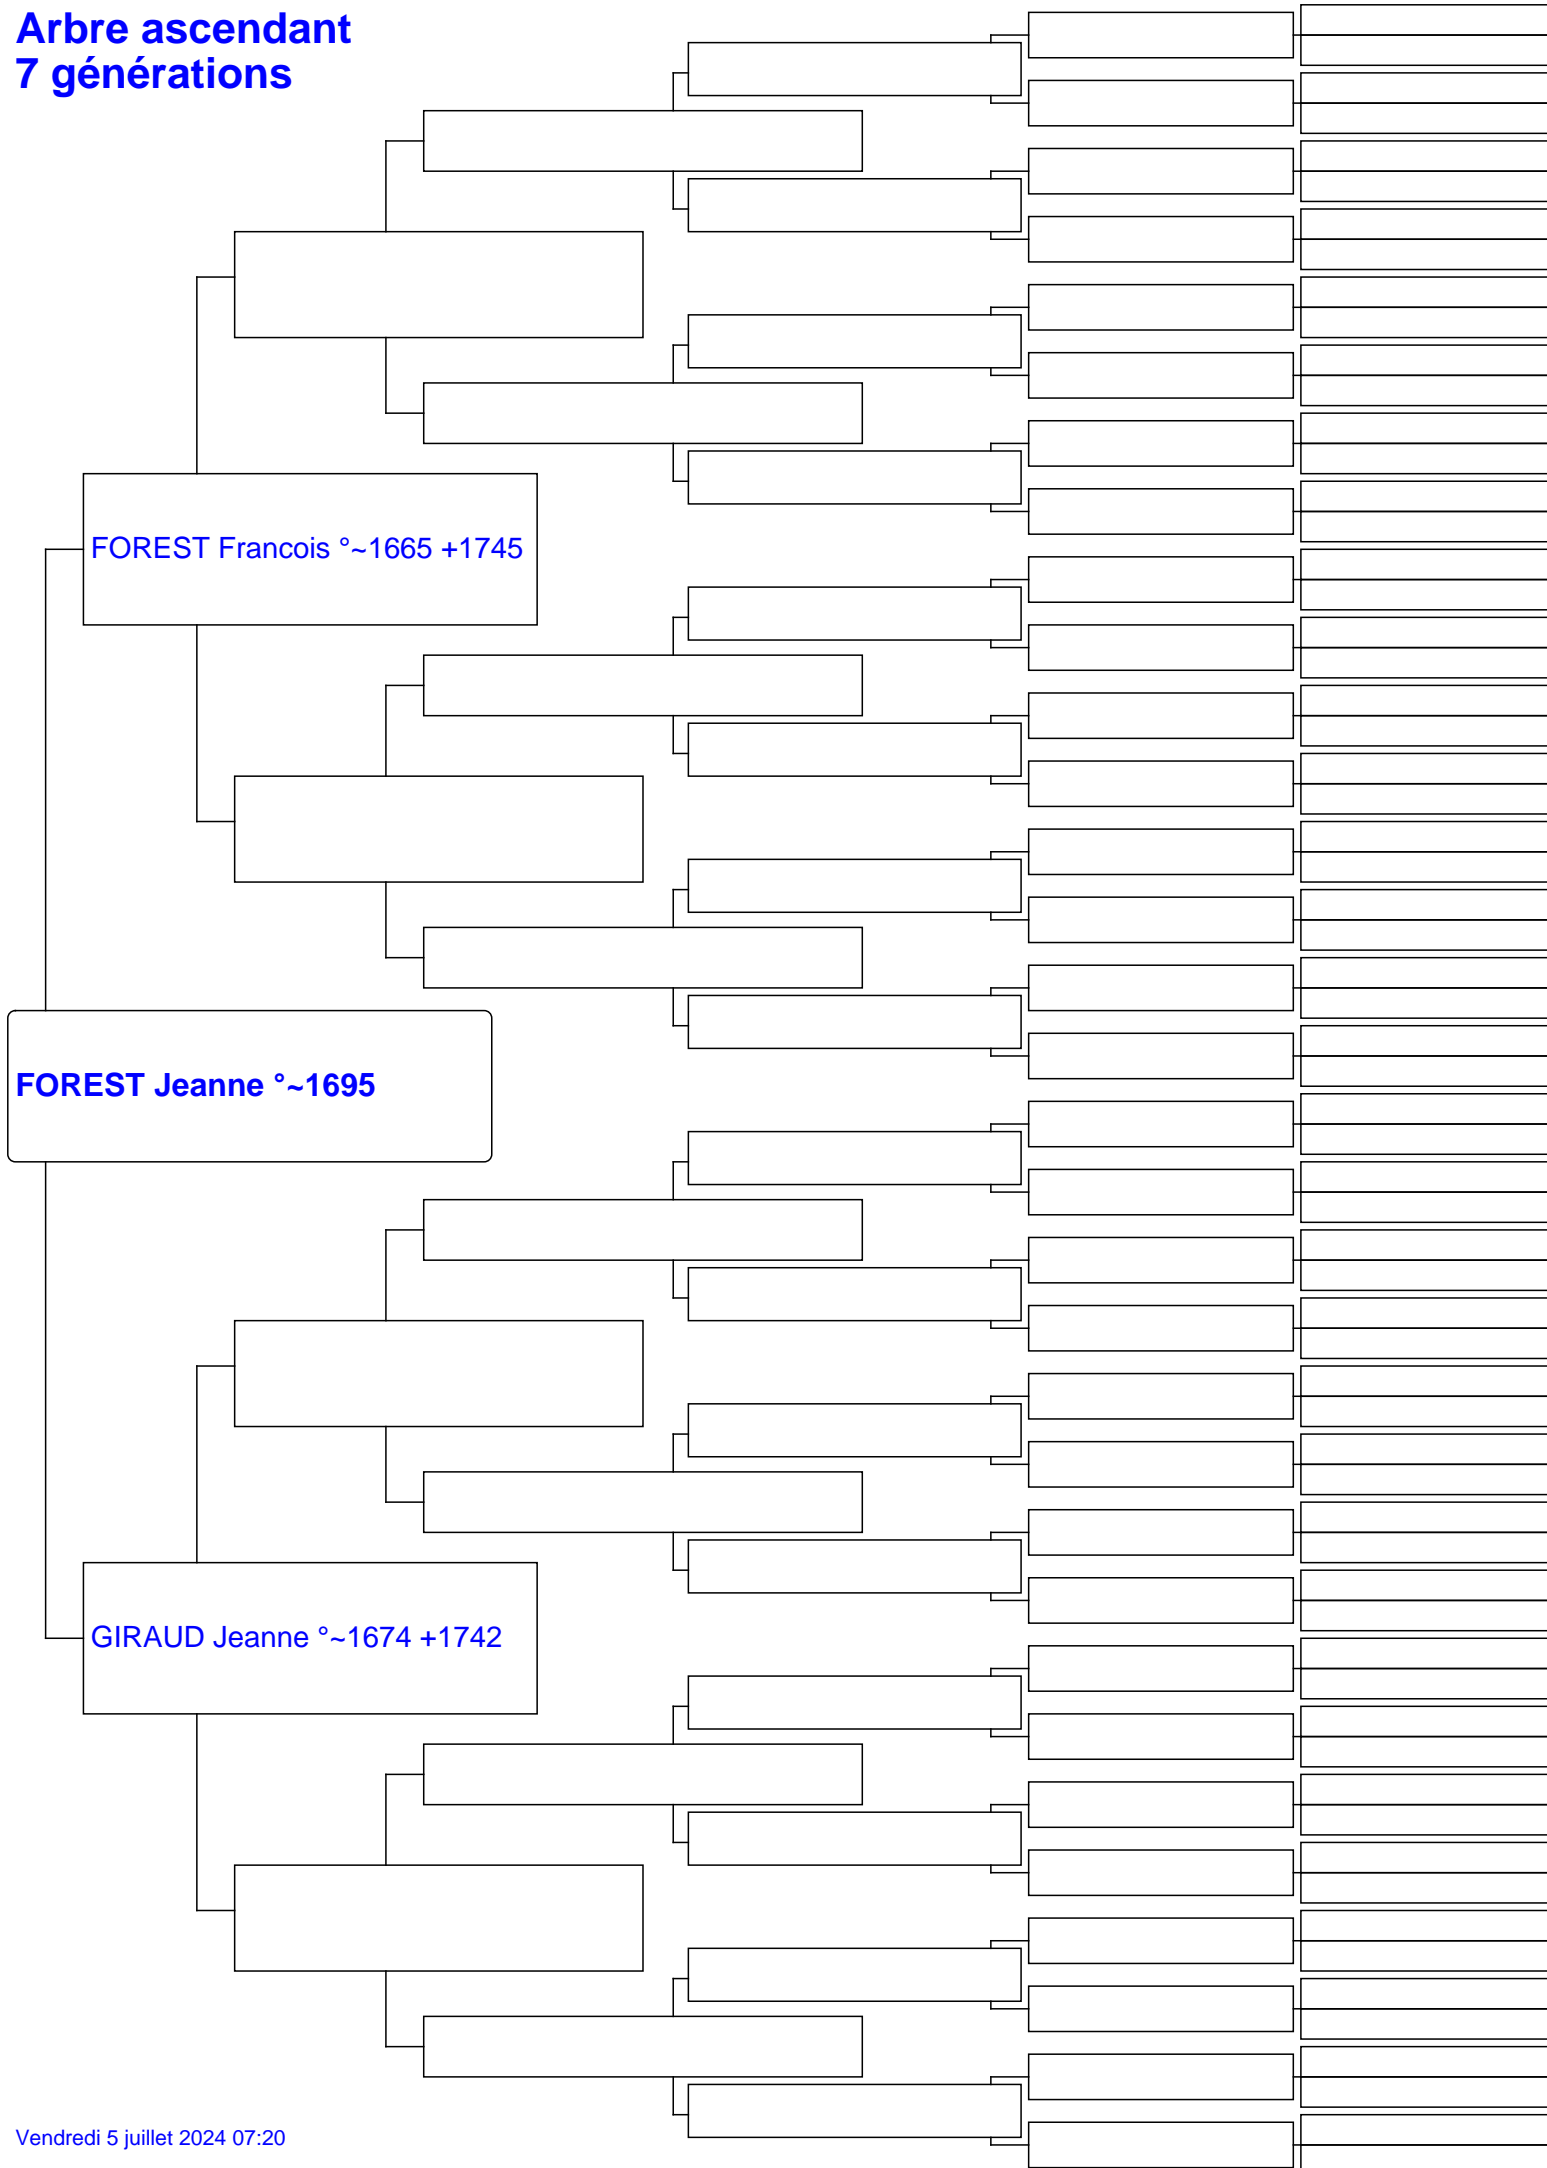 Arbre ascendant
7 générations
FOREST Francois °~1665 +1745
FOREST Jeanne °~1695
GIRAUD Jeanne °~1674 +1742
Vendredi 5 juillet 2024 07:20